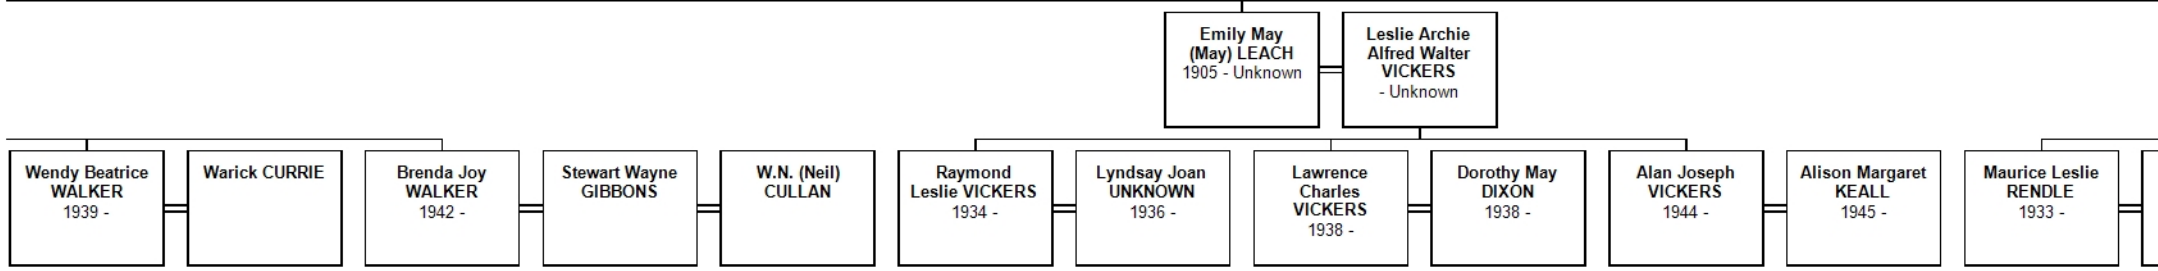 Emily May
(May) LEACH
1905 - Unknown
Leslie Archie
Alfred Walter
VICKERS
- Unknown
Wendy Beatrice
WALKER
1939 -
Warick CURRIE
Brenda Joy
WALKER
1942 -
Stewart Wayne
GIBBONS
W.N. (Neil)
CULLAN
Raymond
Leslie VICKERS
1934 -
Lyndsay Joan
UNKNOWN
1936 -
Lawrence
Charles
VICKERS
1938 -
Dorothy May
DIXON
1938 -
Alan Joseph
VICKERS
1944 -
Alison Margaret
KEALL
1945 -
Maurice Leslie
RENDLE
1933 -